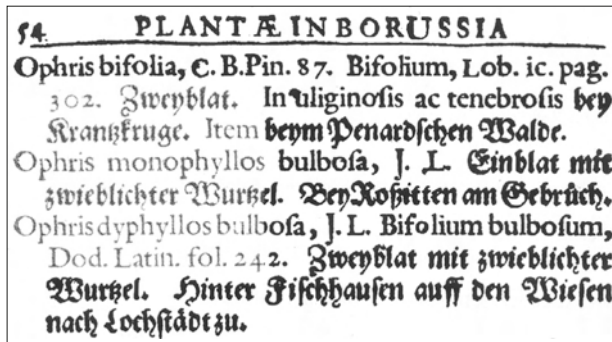 54. PLANTÆ IN BORUSSIA
Ophris bifolia, C. B. Pin. 87. Bifolium, Lob. ic. pag.
302. Zweyblat. In uliginoſis ac tenebroſis bey
Krantzkruge. Item beym Penardſchen Walde.
Ophris monophyllos bulboſa, J. L. Einblat mit
zwieblichter Wurtzel. Bey Roſzitten am Gebrüch.
Ophris dyphyllos bulboſa, J. L. Bifolium bulboſum,
Dod. Latin. fol. 242. Zweyblat mit zwieblichter
Wurtzel. Hinter Fiſchhauſen auff den Wieſen
nach Lochſtädt zu.